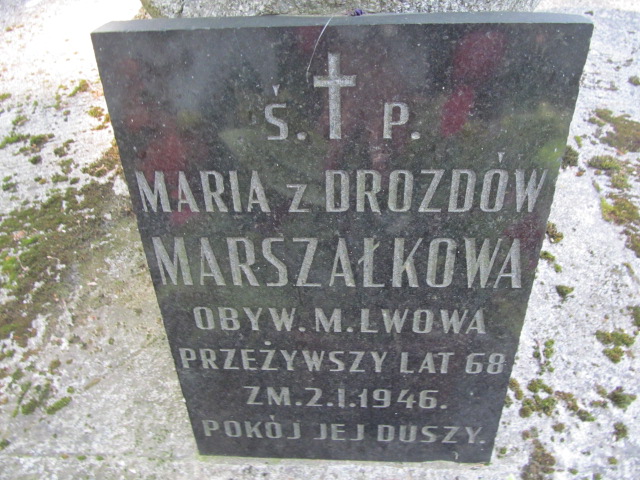 Ś. P.
MARIA z DROZDÓW
MARSZAŁKOWA
OBYW. M. LWOWA
PRZEŻYWSZY LAT 68
ZM. 2.I.1946.
POKÓJ JEJ DUSZY.